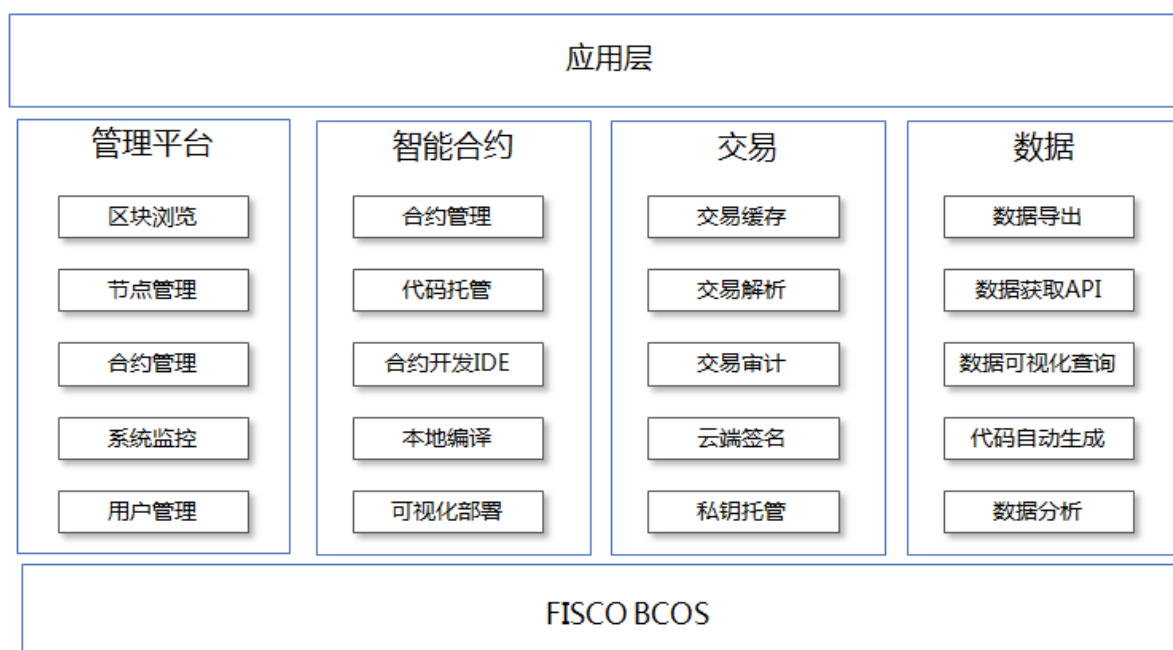 应用层
管理平台
区块浏览
节点管理
合约管理
系统监控
用户管理
智能合约
合约管理
代码托管
合约开发IDE
本地编译
可视化部署
交易
交易缓存
交易解析
交易审计
云端签名
私钥托管
数据
数据导出
数据获取API
数据可视化查询
代码自动生成
数据分析
FISCO BCOS